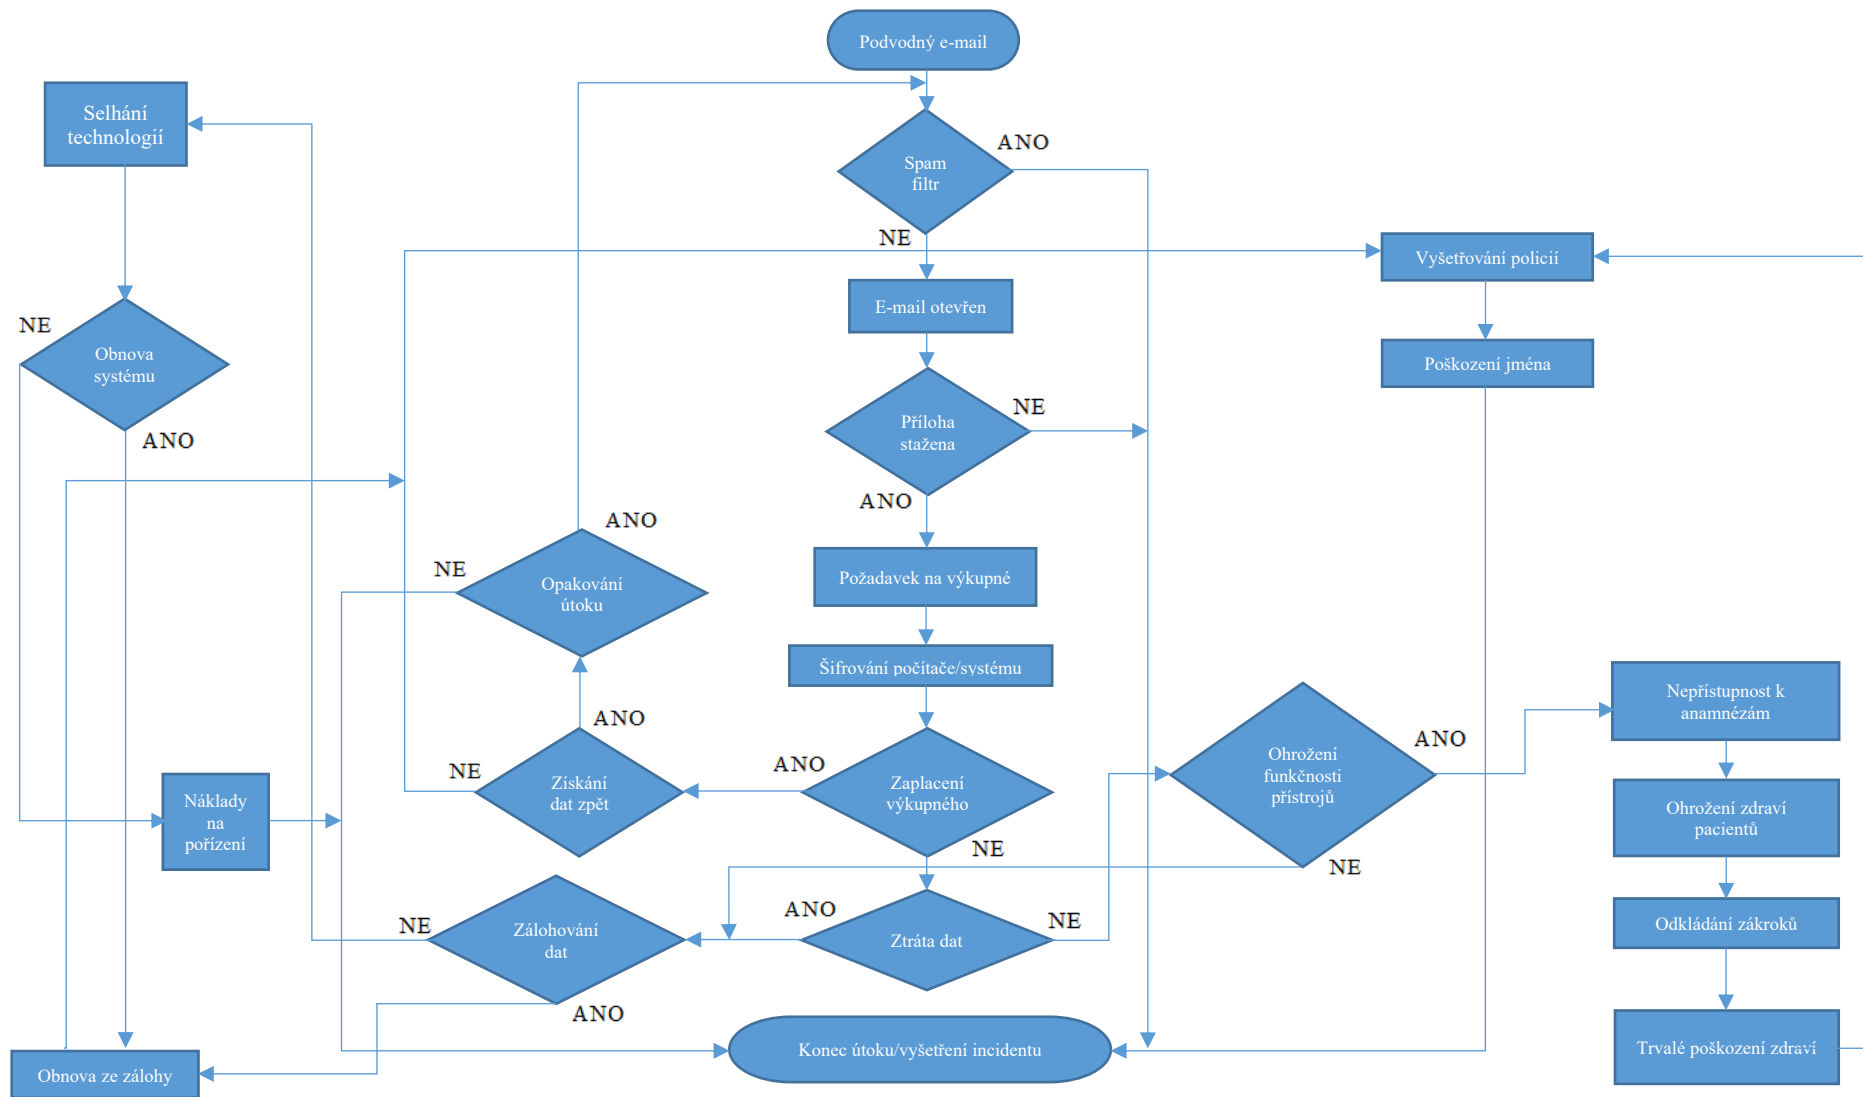 Podvodný e-mail
Selhání
technologií
ANO
Spam
filtr
NE
Vyšetřování policií
E-mail otevřen
NE
Obnova
systému
Poškození jména
NE
Příloha
stažena
ANO
ANO
ANO
NE
Opakování
útoku
Požadavek na výkupné
Šifrování počítače/systému
Nepřístupnost k
anamnézám
ANO
ANO
Ohrožení
funkčnosti
přístrojů
NE
Získání
dat zpět
ANO
Zaplacení
výkupného
Náklady
na
pořízení
Ohrožení zdraví
pacientů
NE
NE
ANO
NE
NE
Zálohování
dat
Ztráta dat
Odkládání zákroků
ANO
Konec útoku/vyšetření incidentu
Trvalé poškození zdraví
Obnova ze zálohy